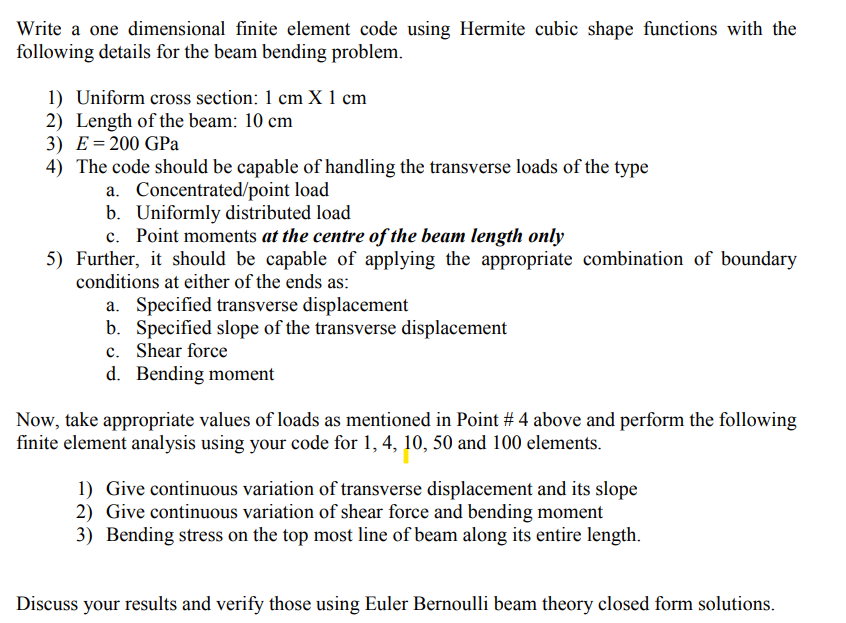 Write a one dimensional finite element code using Hermite cubic shape functions with the
following details for the beam bending problem.
1) Uniform cross section: 1 cm X 1 cm
2) Length of the beam: 10 cm
3) E = 200 GPa
4) The code should be capable of handling the transverse loads of the type
a. Concentrated/point load
b. Uniformly distributed load
c. Point moments at the centre of the beam length only
5) Further, it should be capable of applying the appropriate combination of boundary
conditions at either of the ends as:
a. Specified transverse displacement
b. Specified slope of the transverse displacement
c. Shear force
d. Bending moment
Now, take appropriate values of loads as mentioned in Point # 4 above and perform the following
finite element analysis using your code for 1, 4, 10, 50 and 100 elements.
1) Give continuous variation of transverse displacement and its slope
2) Give continuous variation of shear force and bending moment
3) Bending stress on the top most line of beam along its entire length.
Discuss your results and verify those using Euler Bernoulli beam theory closed form solutions.